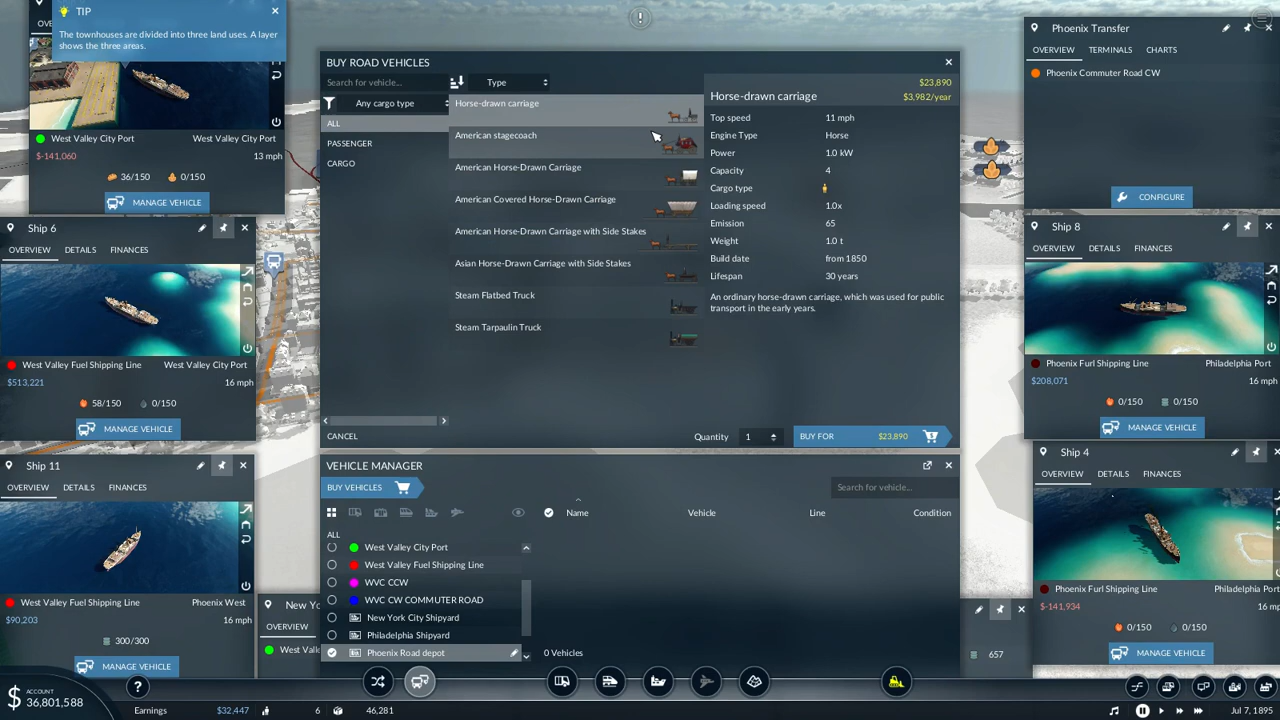 TIP
The townhouses are divided into three land uses. A layer
shows the three areas.
West Valley City Port
$-141,060
13 mph
36/150
0/150
MANAGE VEHICLE
Ship 6
OVERVIEW
DETAILS
FINANCES
West Valley Fuel Shipping Line
West Valley City Port
$513,221
16 mph
58/150
0/150
MANAGE VEHICLE
Ship 11
OVERVIEW
DETAILS
FINANCES
West Valley Fuel Shipping Line
Phoenix West
$90,203
16 mph
300/300
MANAGE VEHICLE
BUY ROAD VEHICLES
Search for vehicle...
Type
Any cargo type
ALL
PASSENGER
CARGO
Horse-drawn carriage
American stagecoach
American Horse-Drawn Carriage
American Covered Horse-Drawn Carriage
American Horse-Drawn Carriage with Side Stakes
Asian Horse-Drawn Carriage with Side Stakes
Steam Flatbed Truck
Steam Tarpaulin Truck
$23,890
Horse-drawn carriage
$3,982/year
Top speed 11 mph
Engine Type Horse
Power 1.0 kW
Capacity 4
Cargo type
Loading speed 1.0x
Emission 65
Weight 1.0 t
Build date from 1850
Lifespan 30 years
An ordinary horse-drawn carriage, which was used for public
transport in the early years.
CANCEL
Quantity 1
BUY FOR $23,890
VEHICLE MANAGER
BUY VEHICLES
Search for vehicle...
Name
Vehicle
Line
Condition
ALL
West Valley City Port
West Valley Fuel Shipping Line
WVC CCW
WVC CW COMMUTER ROAD
New York City Shipyard
Philadelphia Shipyard
Phoenix Road depot
0 Vehicles
New Yo
OVERVIEW
West Valle
657
Phoenix Transfer
OVERVIEW
TERMINALS
CHARTS
Phoenix Commuter Road CW
CONFIGURE
Ship 8
OVERVIEW
DETAILS
FINANCES
Phoenix Furl Shipping Line
Philadelphia Port
$208,071
16 mph
0/150
0/150
MANAGE VEHICLE
Ship 4
OVERVIEW
DETAILS
FINANCES
Phoenix Furl Shipping Line
Philadelphia Port
$-141,934
16 mph
0/150
0/150
MANAGE VEHICLE
$ ACCOUNT
36,801,588
?
Earnings
$32,447
6
46,281
Jul 7, 1895